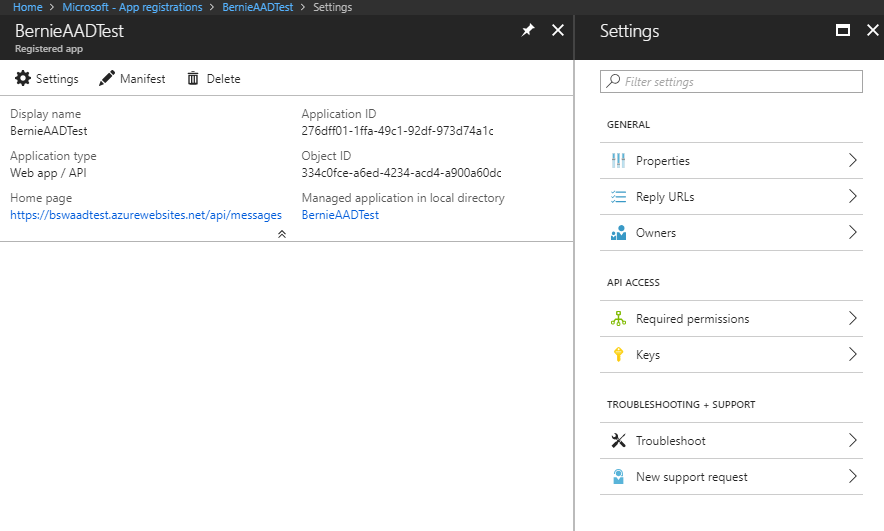 Home > Microsoft - App registrations > BernieAADTest > Settings
BernieAADTest
Registered app
Settings
Manifest
Delete
Display name
BernieAADTest
Application ID
276dff01-1ffa-49c1-92df-973d74a1c
Application type
Web app / API
Object ID
334c0fce-a6ed-4234-acd4-a900a60dc
Home page
https://bswaadtest.azurewebsites.net/api/messages
Managed application in local directory
BernieAADTest
Settings
Filter settings
GENERAL
Properties
Reply URLs
Owners
API ACCESS
Required permissions
Keys
TROUBLESHOOTING + SUPPORT
Troubleshoot
New support request